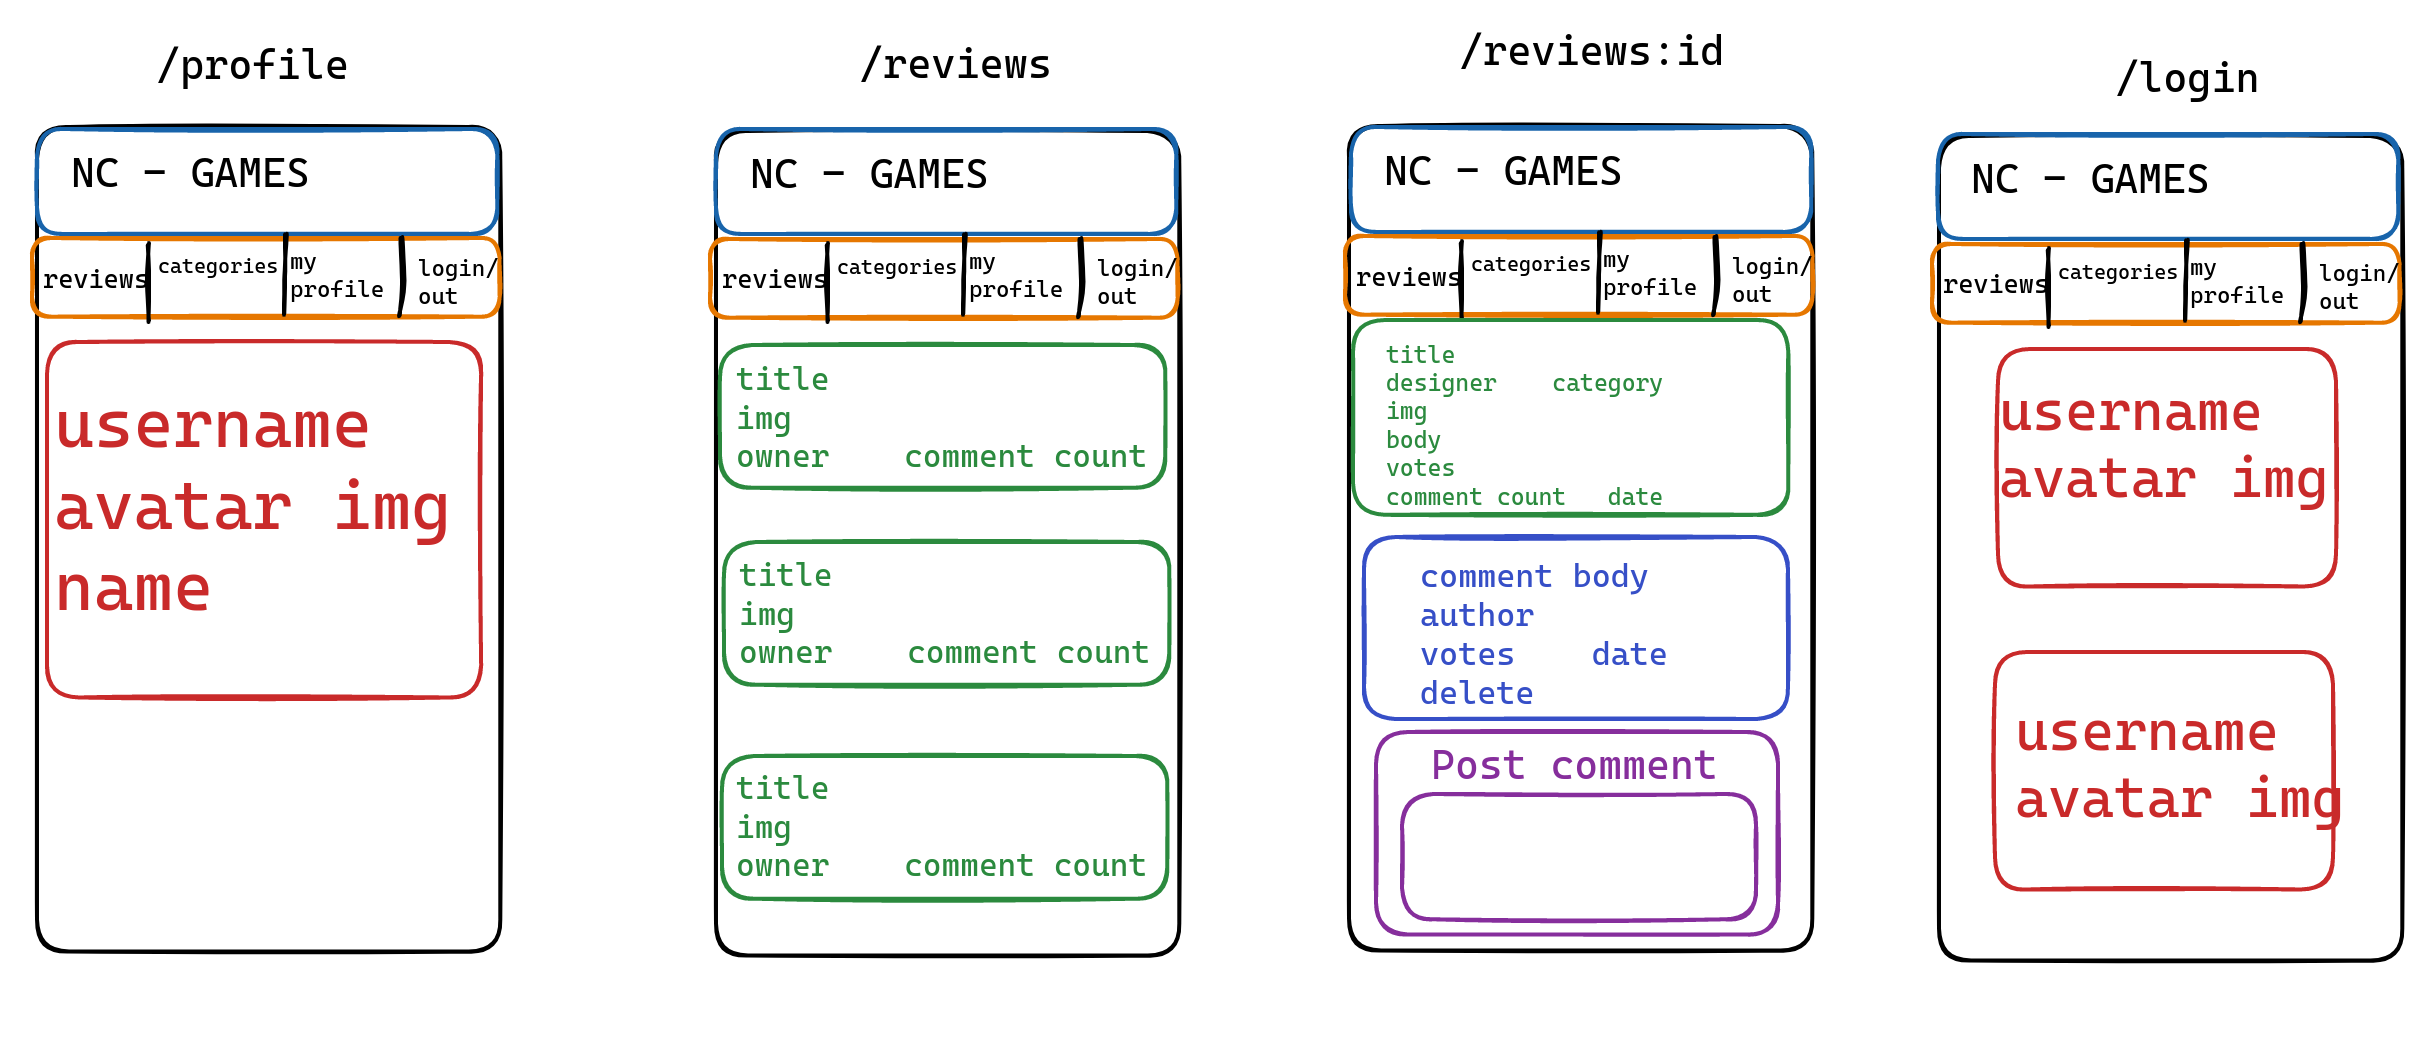 /profile
NC – GAMES
reviews
categories
my
profile
login/
out
username
avatar img
name
/reviews
NC – GAMES
reviews
categories
my
profile
login/
out
title
img
owner    comment count
title
img
owner    comment count
title
img
owner    comment count
/reviews:id
NC – GAMES
reviews
categories
my
profile
login/
out
title
designer    category
img
body
votes
comment count   date
comment body
author
votes    date
delete
Post comment
/login
NC – GAMES
reviews
categories
my
profile
login/
out
username
avatar img
username
avatar img